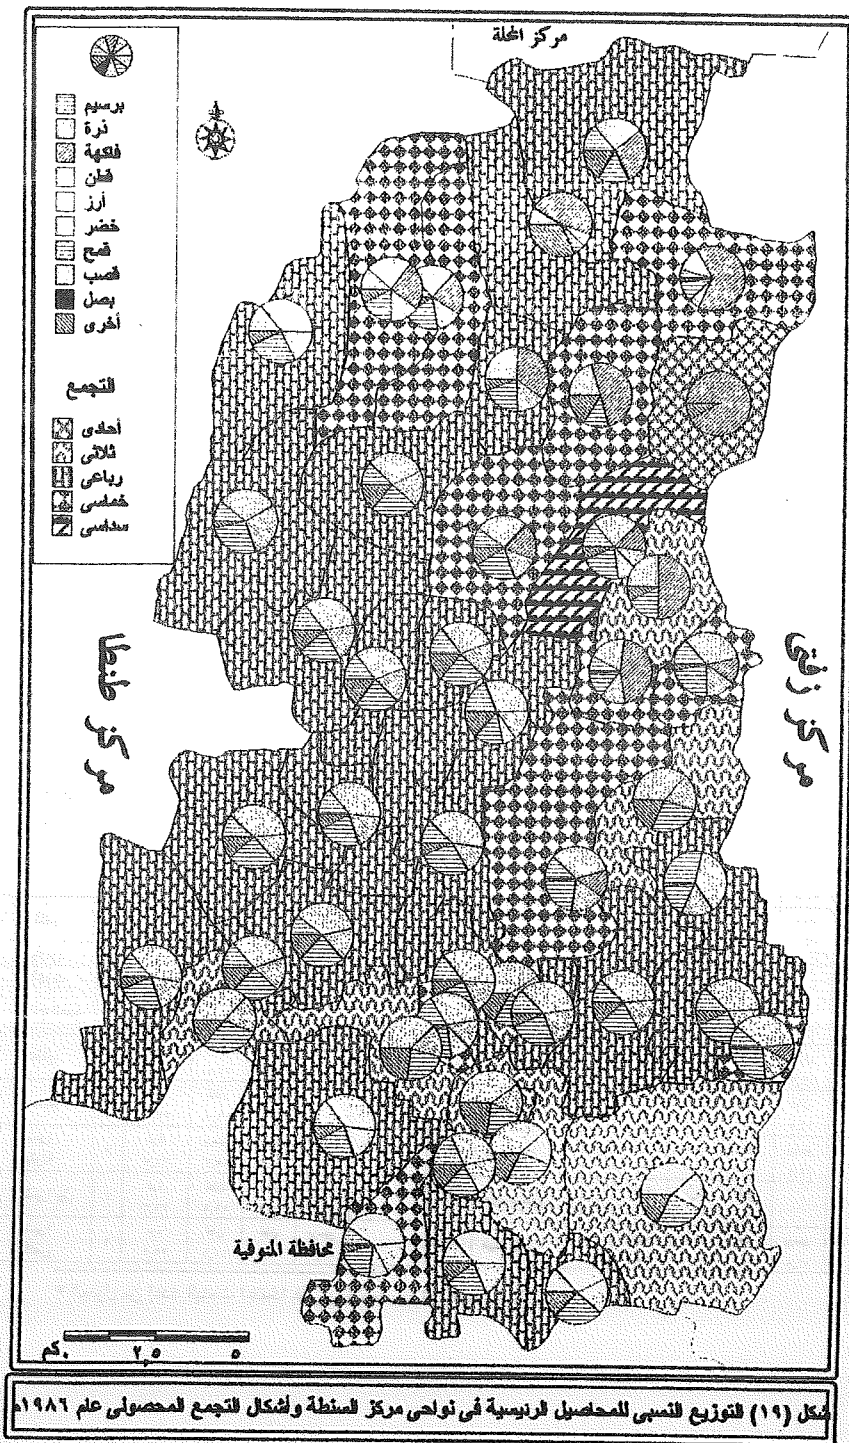 مركز المحلة
برسيم
ذرة
فاكهة
قطن
أرز
خضر
قمح
قصب
بصل
أخرى
التجمع
أحادى
ثلاثى
رباعى
خماسى
سداسى
مركز طنطا
مركز زفتى
محافظة المنوفية
٥ ٢,٥ ٠ كم
شكل (١٩) التوزيع النسبى للمحاصيل الرئيسية فى نواحى مركز السنطة وأشكال التجمع المحصولى عام ١٩٨٦م